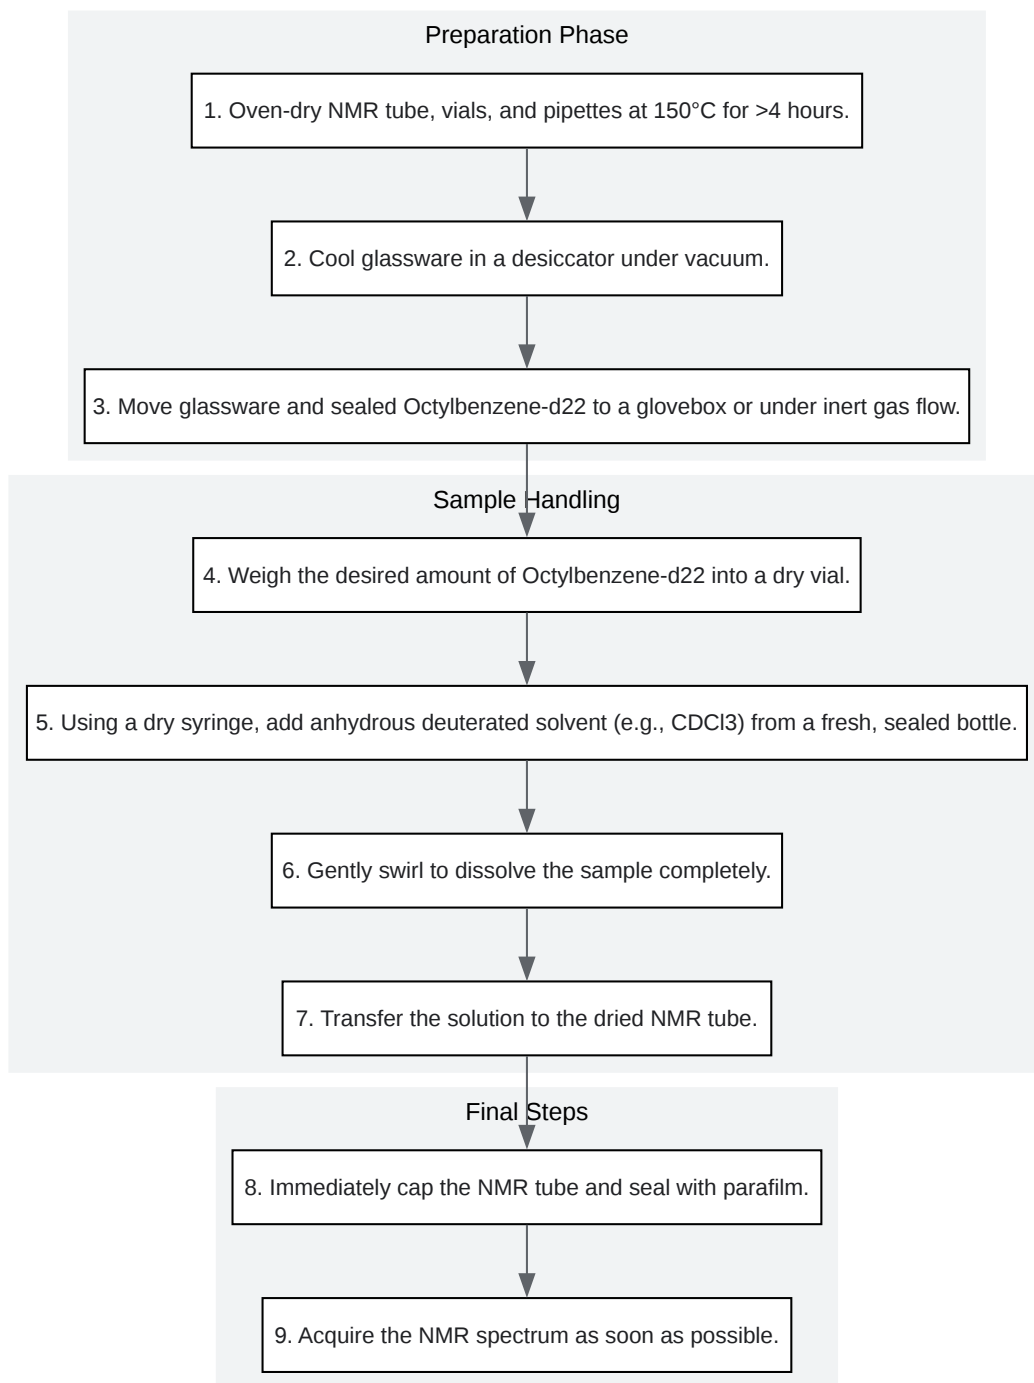 Preparation Phase
1. Oven-dry NMR tube, vials, and pipettes at 150°C for >4 hours.
2. Cool glassware in a desiccator under vacuum.
3. Move glassware and sealed Octylbenzene-d22 to a glovebox or under inert gas flow.
Sample Handling
4. Weigh the desired amount of Octylbenzene-d22 into a dry vial.
5. Using a dry syringe, add anhydrous deuterated solvent (e.g., CDCl3) from a fresh, sealed bottle.
6. Gently swirl to dissolve the sample completely.
7. Transfer the solution to the dried NMR tube.
Final Steps
8. Immediately cap the NMR tube and seal with parafilm.
9. Acquire the NMR spectrum as soon as possible.